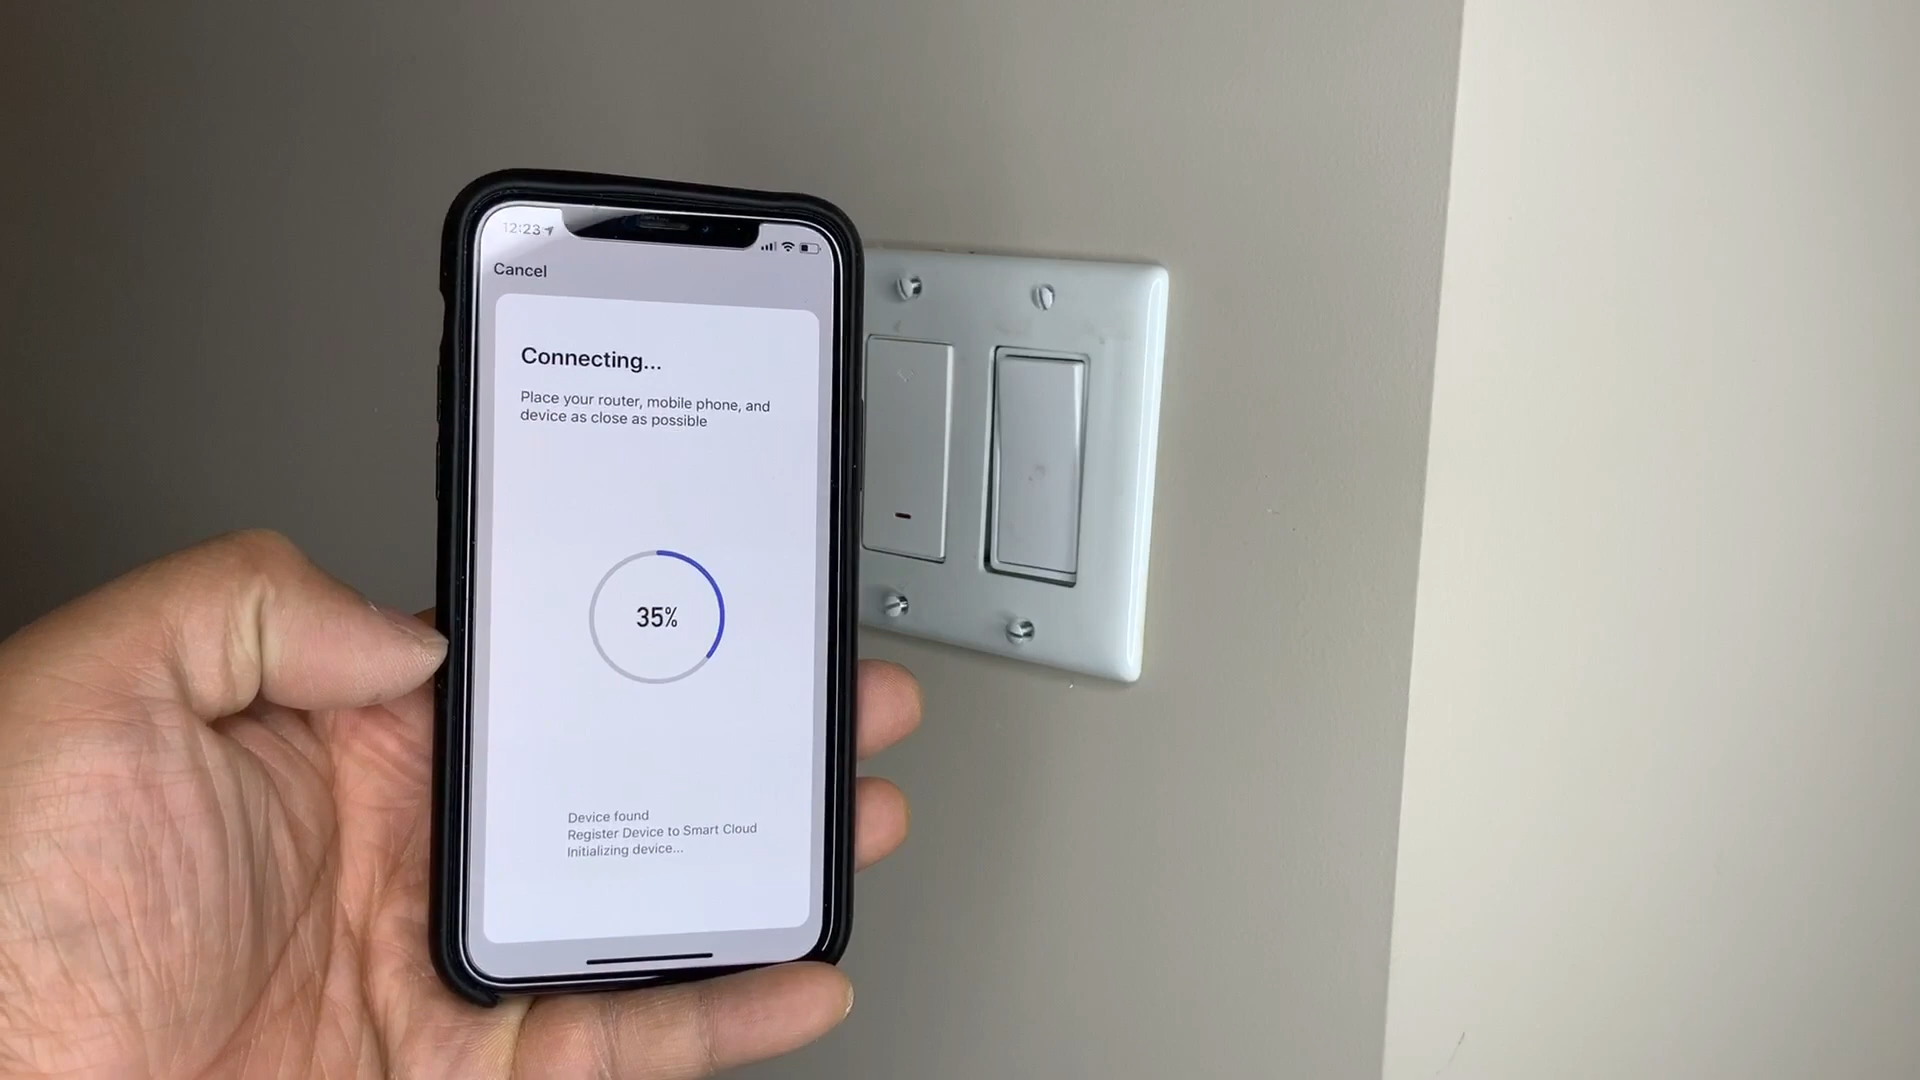 12:23
Cancel
Connecting...
Place your router, mobile phone, and
device as close as possible
35%
Device found
Register Device to Smart Cloud
Initializing device...